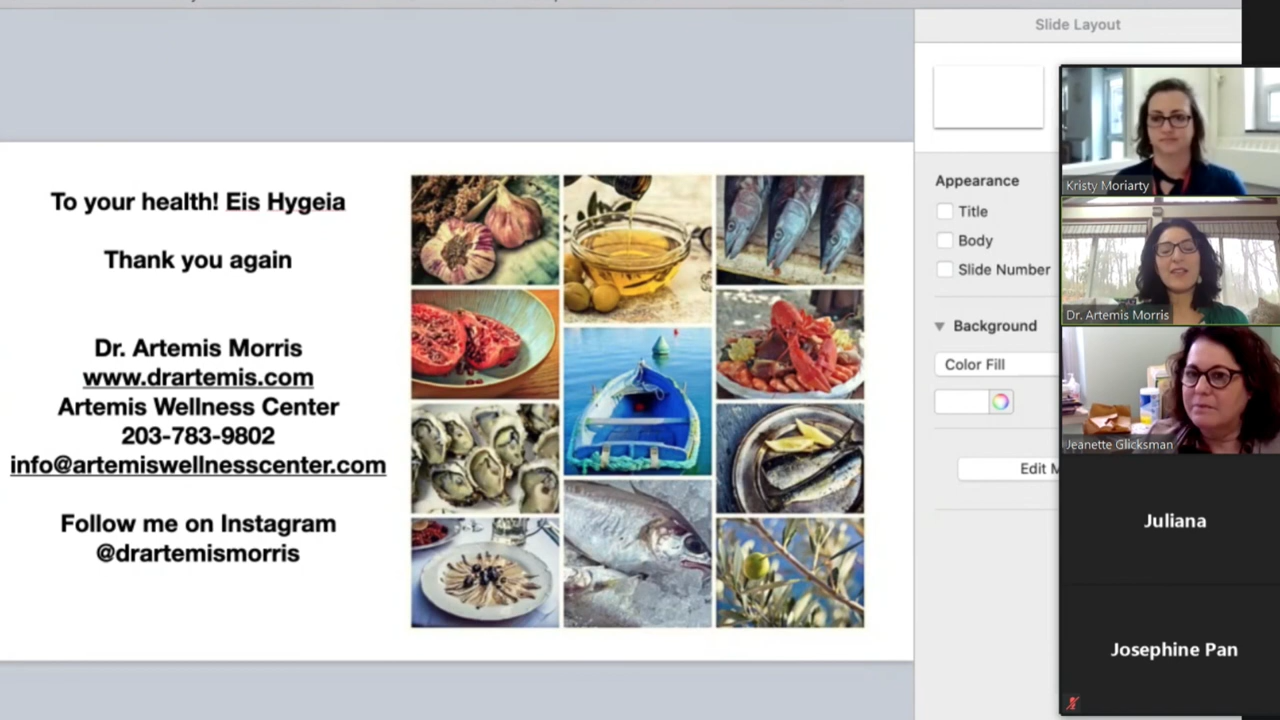 To your health! Eis Hygeia
Thank you again
Dr. Artemis Morris
www.drartemis.com
Artemis Wellness Center
203-783-9802
info@artemiswellnesscenter.com
Follow me on Instagram
@drartemismorris
Slide Layout
Appearance
Title
Body
Slide Number
Background
Color Fill
Edit
Kristy Moriarty
Dr. Artemis Morris
Jeanette Glicksman
Juliana
Josephine Pan